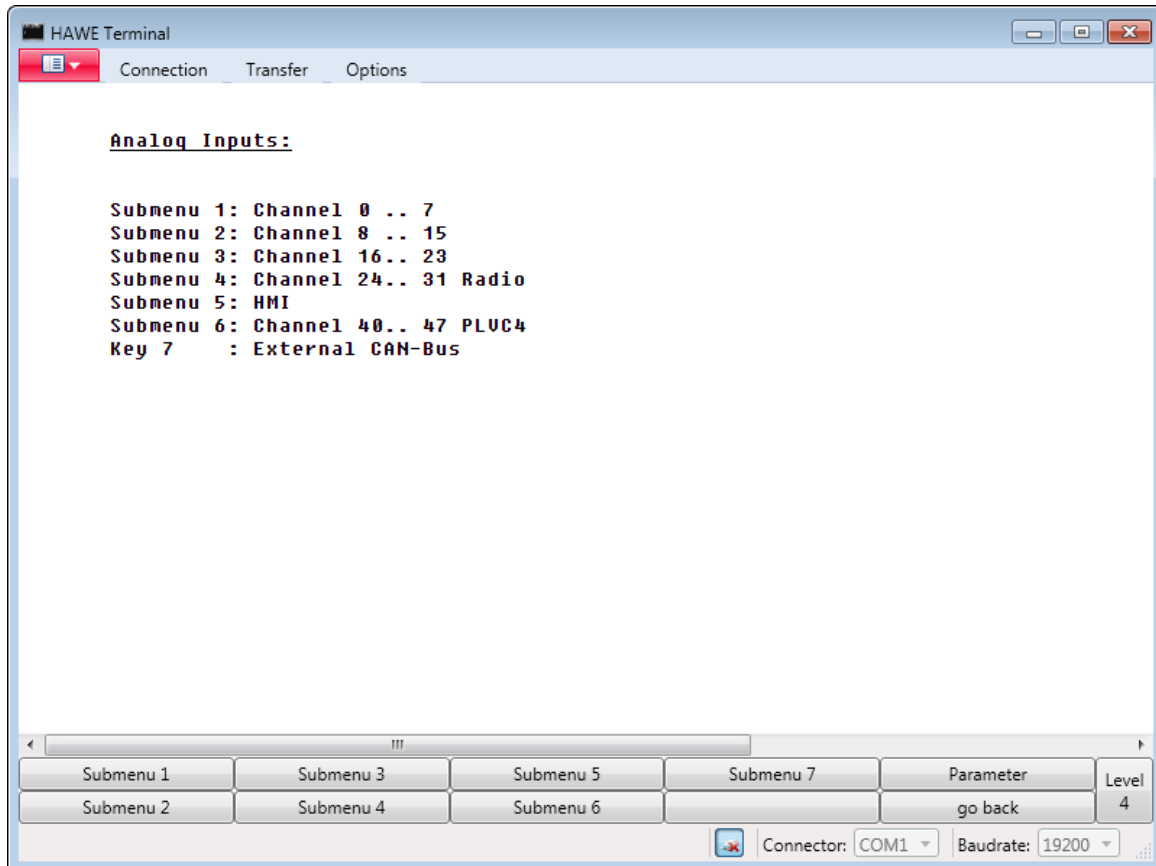 HAWE Terminal
Connection Transfer Options
Analog Inputs:
Submenu 1: Channel 0 .. 7
Submenu 2: Channel 8 .. 15
Submenu 3: Channel 16.. 23
Submenu 4: Channel 24.. 31 Radio
Submenu 5: HMI
Submenu 6: Channel 40.. 47 PLVC4
Key 7 : External CAN-Bus
Submenu 1 Submenu 3 Submenu 5 Submenu 7 Parameter Level
Submenu 2 Submenu 4 Submenu 6 go back 4
Connector: COM1 Baudrate: 19200